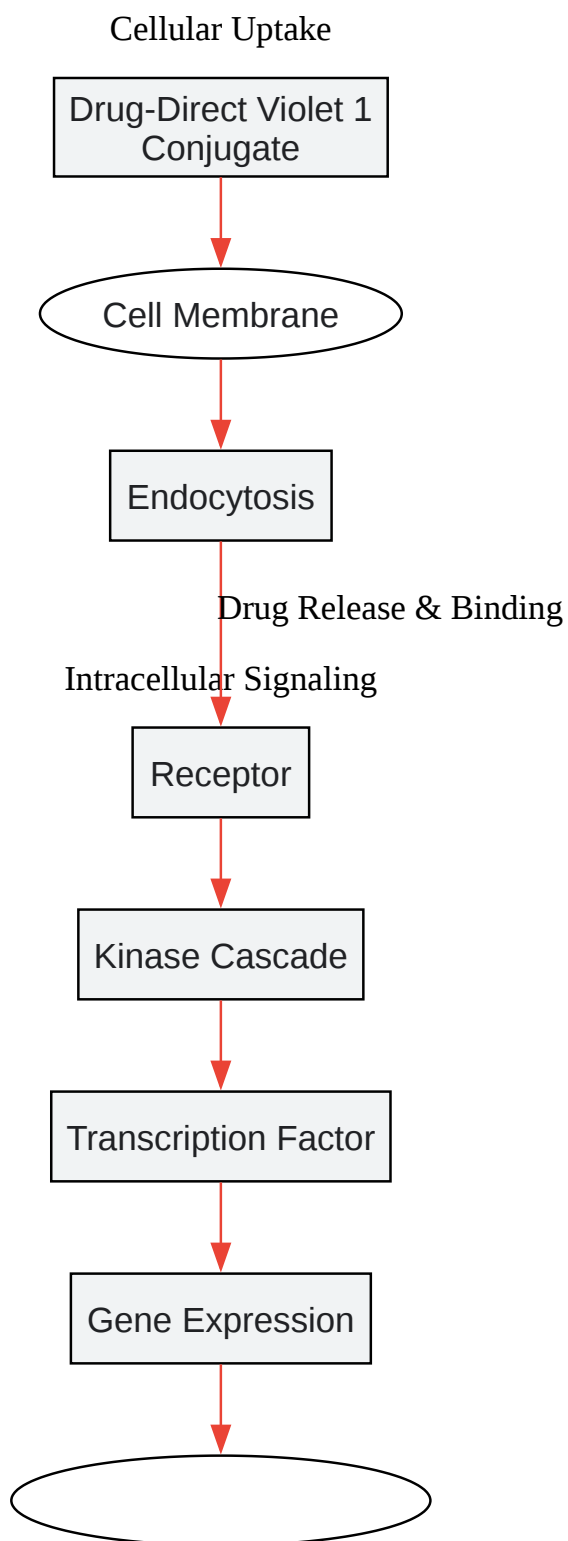 Cellular Uptake
Drug-Direct Violet 1
Conjugate
Cell Membrane
Endocytosis
Drug Release & Binding
Intracellular Signaling
Receptor
Kinase Cascade
Transcription Factor
Gene Expression